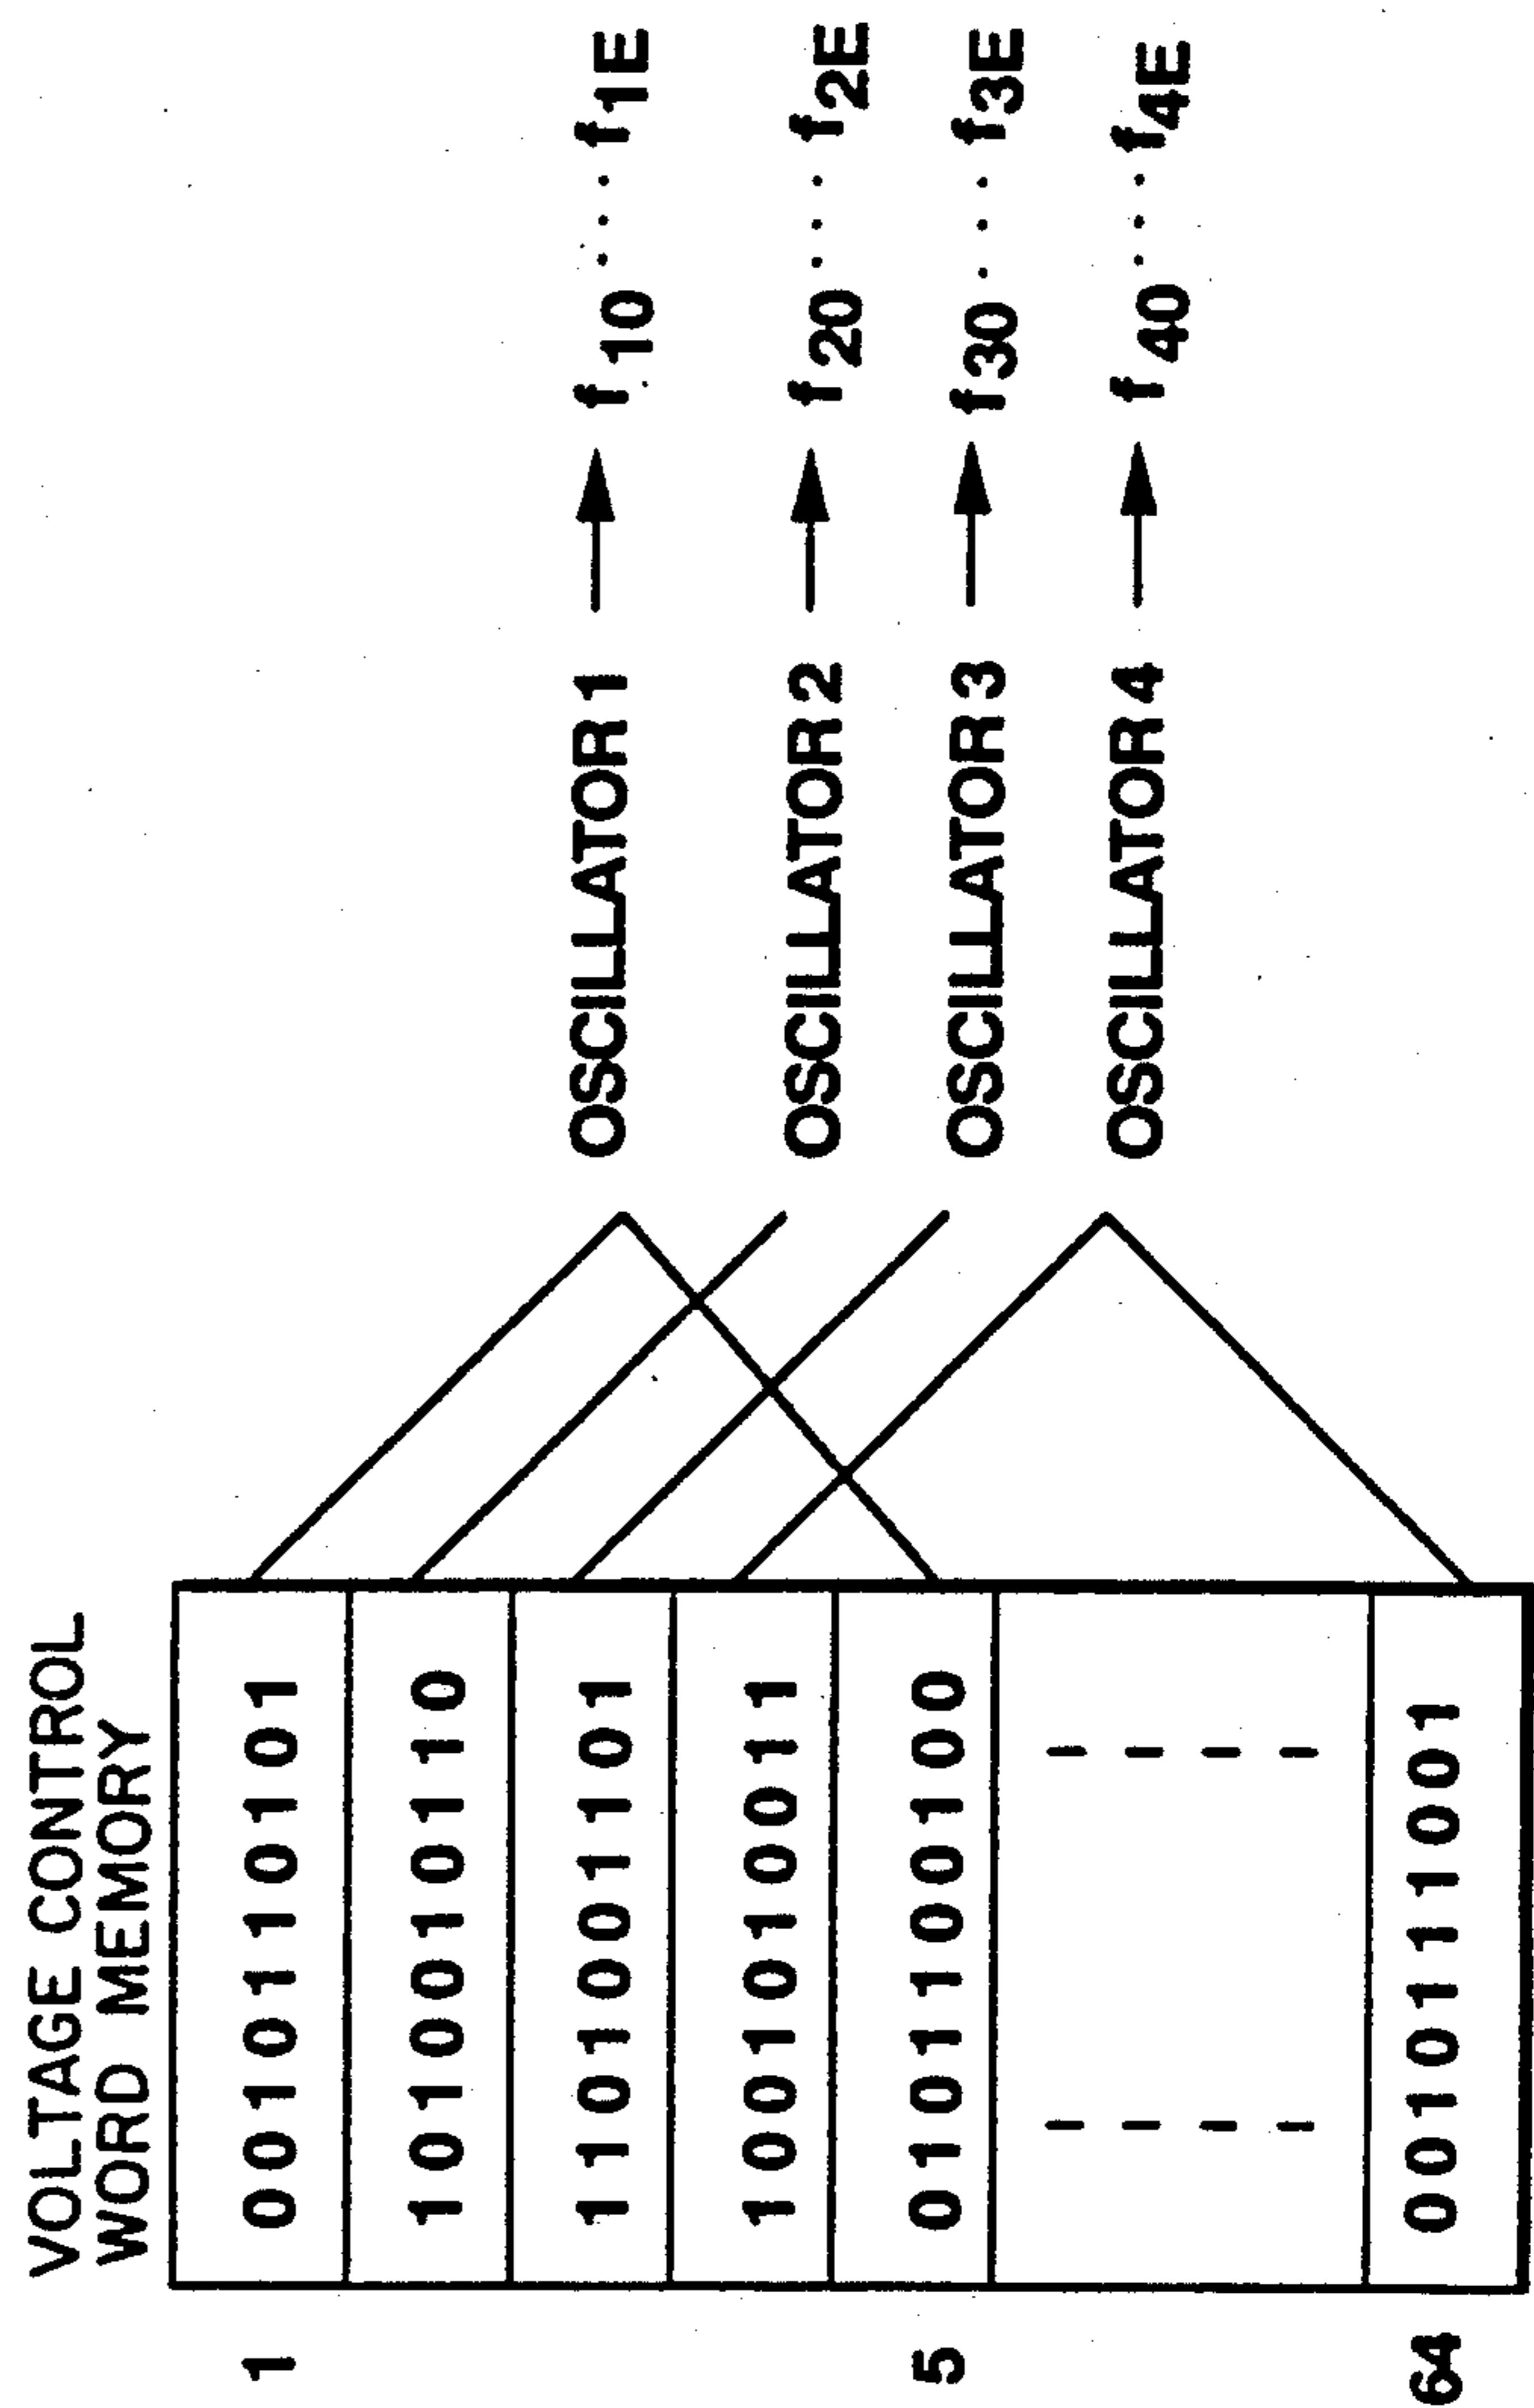 VOLTAGE CONTROL
WORD MEMORY
1 0010110101
1010010110
1101001101
1001010011
5 0101100100
64 0010111001
OSCILLATOR 1 f10 . . . f1E
OSCILLATOR 2 f20 . . . f2E
OSCILLATOR 3 f30 . . . f3E
OSCILLATOR 4 f40 . . . f4E